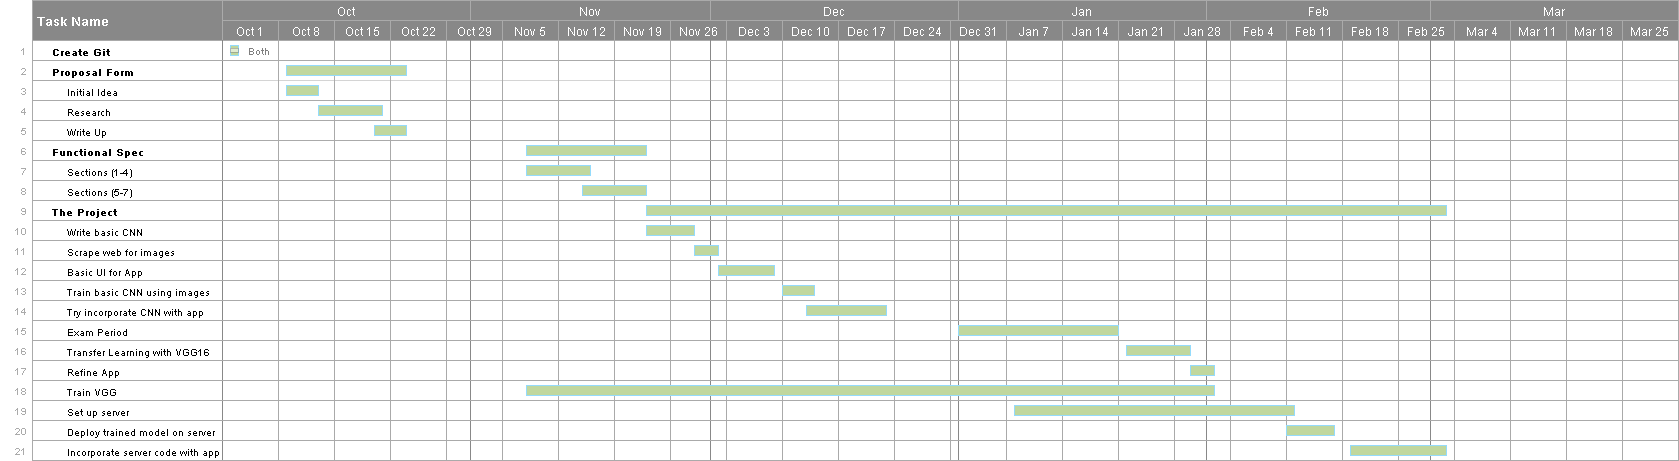 Task Name
Oct Nov Dec Jan Feb Mar
Oct 1 Oct 8 Oct 15 Oct 22 Oct 29 Nov 5 Nov 12 Nov 19 Nov 26 Dec 3 Dec 10 Dec 17 Dec 24 Dec 31 Jan 7 Jan 14 Jan 21 Jan 28 Feb 4 Feb 11 Feb 18 Feb 25 Mar 4 Mar 11 Mar 18 Mar 25
1 Create Git Both
2 Proposal Form
3 Initial Idea
4 Research
5 Write Up
6 Functional Spec
7 Sections (1-4)
8 Sections (5-7)
9 The Project
10 Write basic CNN
11 Scrape web for images
12 Basic UI for App
13 Train basic CNN using images
14 Try incorporate CNN with app
15 Exam Period
16 Transfer Learning with VGG16
17 Refine App
18 Train VGG
19 Set up server
20 Deploy trained model on server
21 Incorporate server code with app